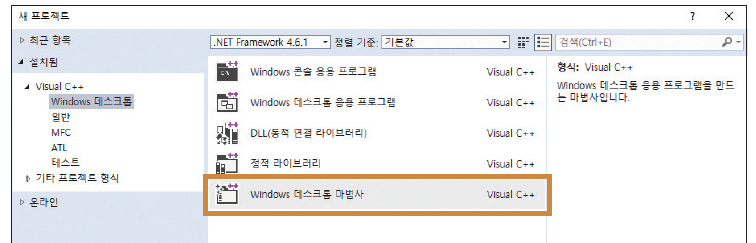 새 프로젝트
? ×
▷ 최근 항목
.NET Framework 4.6.1 정렬 기준: 기본값
검색(Ctrl+E)
설치됨
Visual C++
Windows 데스크톱
일반
MFC
ATL
테스트
기타 프로젝트 형식
온라인
Windows 콘솔 응용 프로그램 Visual C++
Windows 데스크톱 응용 프로그램 Visual C++
DLL(동적 연결 라이브러리) Visual C++
정적 라이브러리 Visual C++
Windows 데스크톱 마법사 Visual C++
형식: Visual C++
Windows 데스크톱 응용 프로그램을 만드
는 마법사입니다.